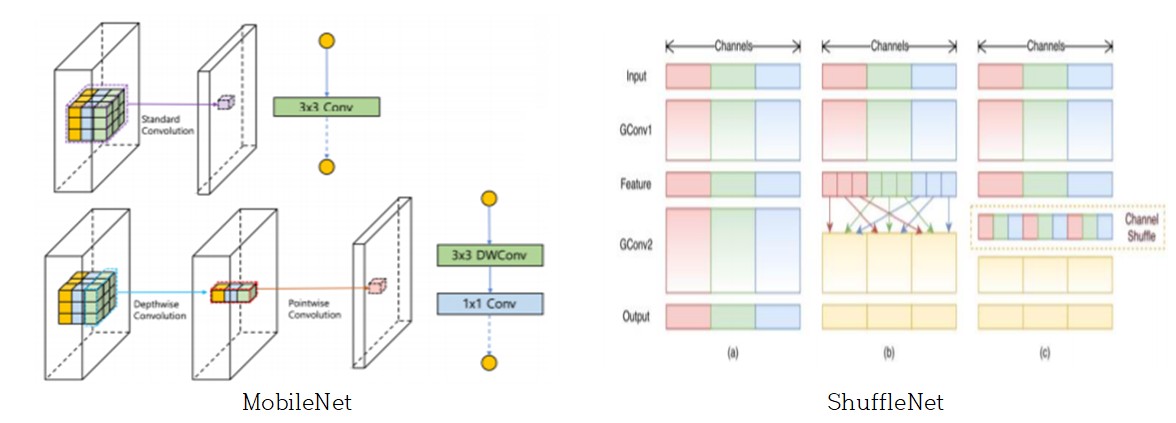 Standard
Convolution
3x3 Conv
Depthwise
Convolution
Pointwise
Convolution
3x3 DWConv
1x1 Conv
MobileNet
Channels
Channels
Channels
Input
GConv1
Feature
GConv2
Channel
Shuffle
Output
(a)
(b)
(c)
ShuffleNet